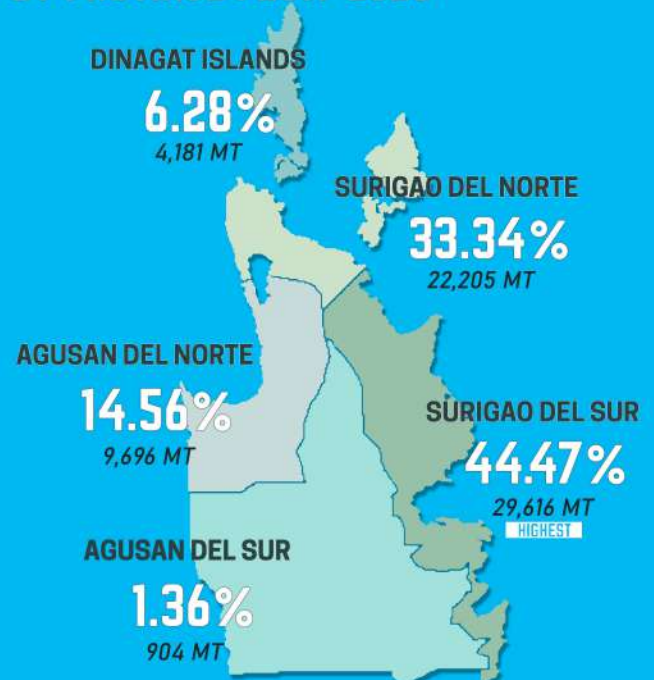 DINAGAT ISLANDS
6.28%
4,181 MT
SURIGAO DEL NORTE
33.34%
22,205 MT
AGUSAN DEL NORTE
14.56%
9,696 MT
SURIGAO DEL SUR
44.47%
29,616 MT
HIGHEST
AGUSAN DEL SUR
1.36%
904 MT